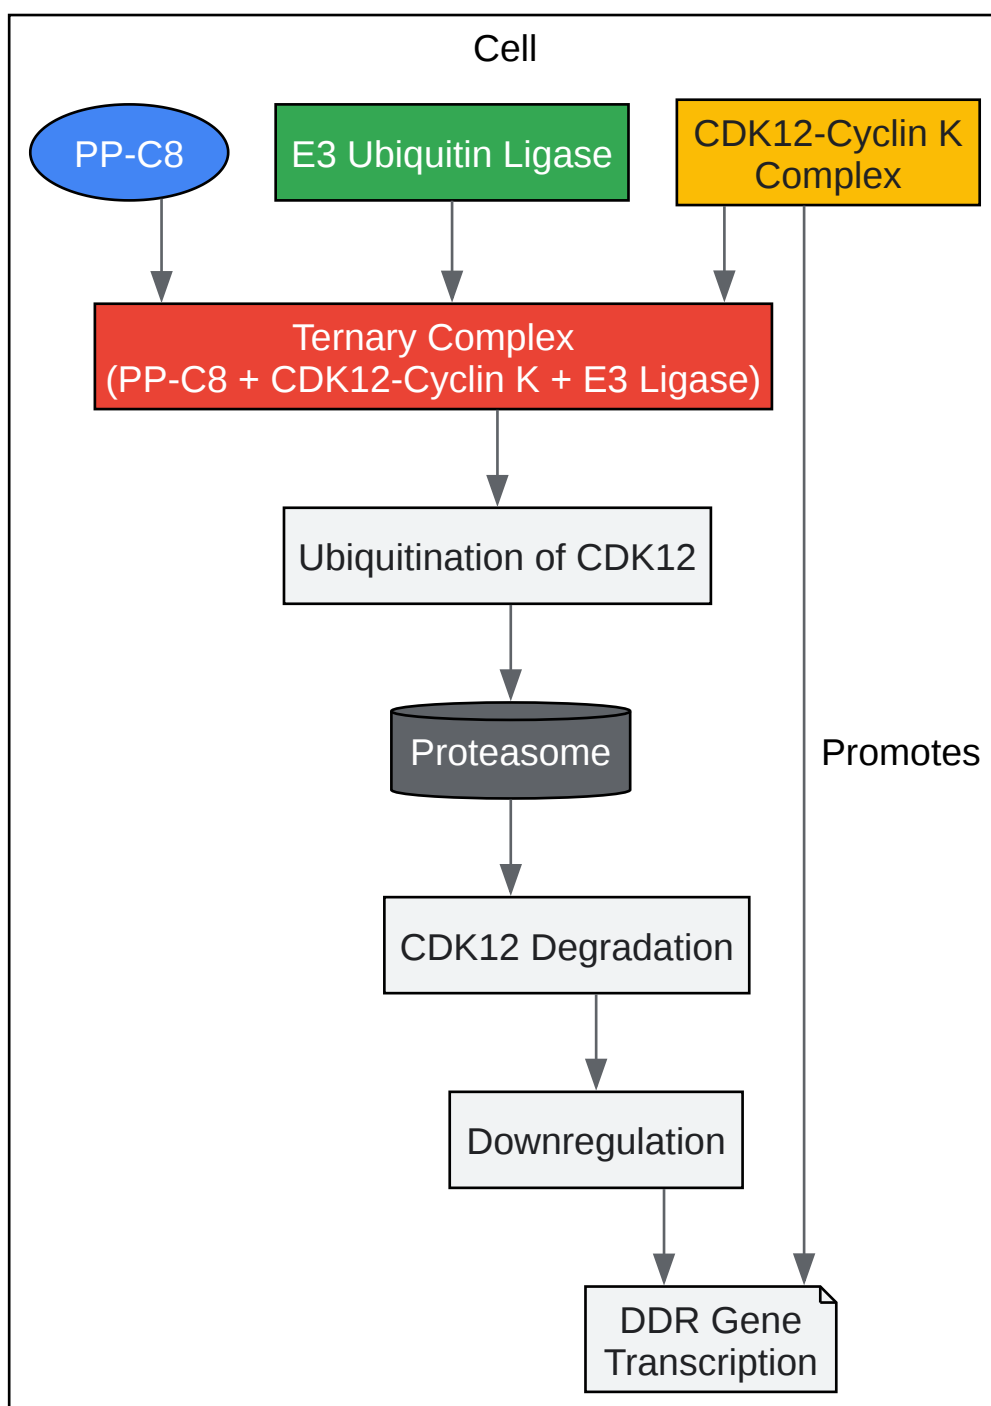 Cell
PP-C8
E3 Ubiquitin Ligase
CDK12-Cyclin K
Complex
Ternary Complex
(PP-C8 + CDK12-Cyclin K + E3 Ligase)
Ubiquitination of CDK12
Proteasome
Promotes
CDK12 Degradation
Downregulation
DDR Gene
Transcription